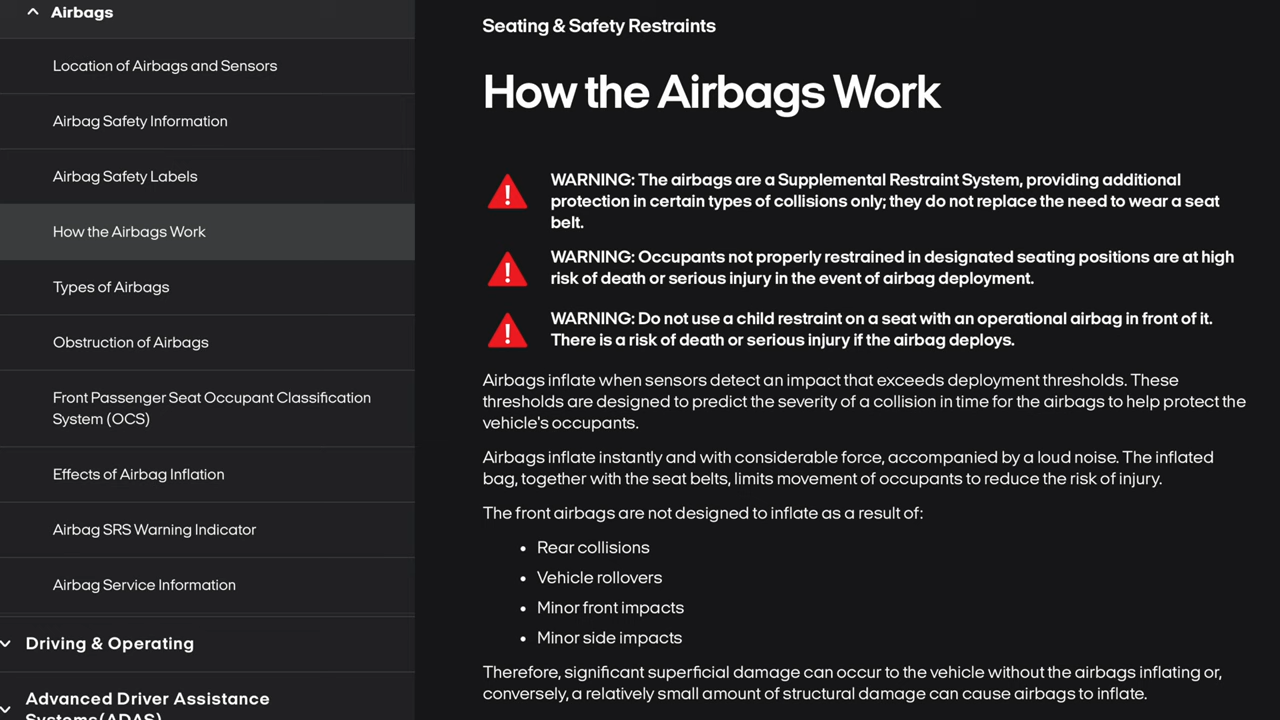 Airbags
Location of Airbags and Sensors
Airbag Safety Information
Airbag Safety Labels
How the Airbags Work
Types of Airbags
Obstruction of Airbags
Front Passenger Seat Occupant Classification
System (OCS)
Effects of Airbag Inflation
Airbag SRS Warning Indicator
Airbag Service Information
Driving & Operating
Advanced Driver Assistance
Systems(ADAS)
Seating & Safety Restraints
How the Airbags Work
WARNING: The airbags are a Supplemental Restraint System, providing additional
protection in certain types of collisions only; they do not replace the need to wear a seat
belt.
WARNING: Occupants not properly restrained in designated seating positions are at high
risk of death or serious injury in the event of airbag deployment.
WARNING: Do not use a child restraint on a seat with an operational airbag in front of it.
There is a risk of death or serious injury if the airbag deploys.
Airbags inflate when sensors detect an impact that exceeds deployment thresholds. These
thresholds are designed to predict the severity of a collision in time for the airbags to help protect the
vehicle's occupants.
Airbags inflate instantly and with considerable force, accompanied by a loud noise. The inflated
bag, together with the seat belts, limits movement of occupants to reduce the risk of injury.
The front airbags are not designed to inflate as a result of:
• Rear collisions
• Vehicle rollovers
• Minor front impacts
• Minor side impacts
Therefore, significant superficial damage can occur to the vehicle without the airbags inflating or,
conversely, a relatively small amount of structural damage can cause airbags to inflate.